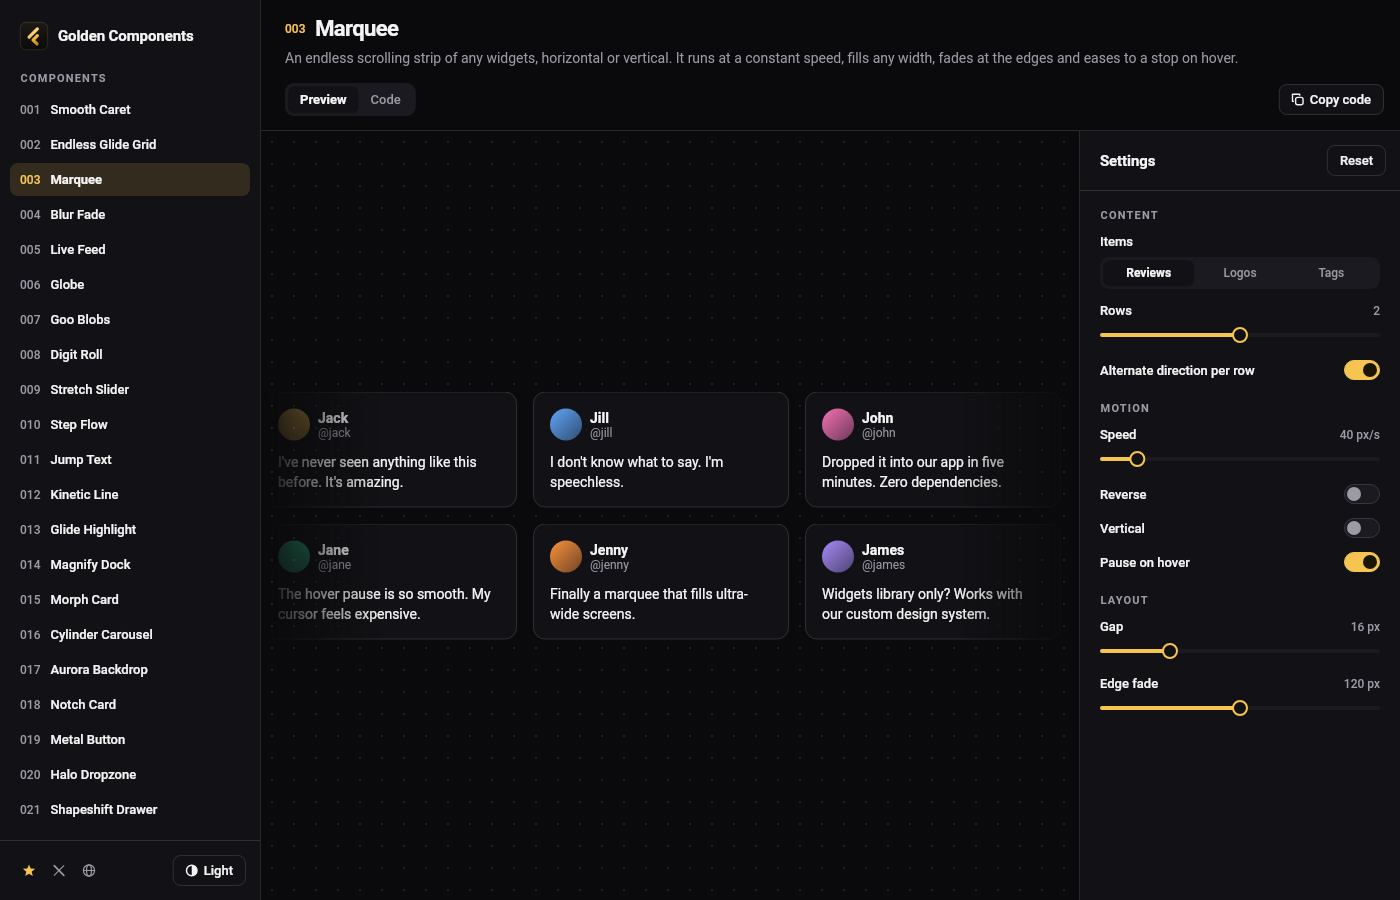 Golden Components
COMPONENTS
001 Smooth Caret
002 Endless Glide Grid
003 Marquee
004 Blur Fade
005 Live Feed
006 Globe
007 Goo Blobs
008 Digit Roll
009 Stretch Slider
010 Step Flow
011 Jump Text
012 Kinetic Line
013 Glide Highlight
014 Magnify Dock
015 Morph Card
016 Cylinder Carousel
017 Aurora Backdrop
018 Notch Card
019 Metal Button
020 Halo Dropzone
021 Shapeshift Drawer
Light
003 Marquee
An endless scrolling strip of any widgets, horizontal or vertical. It runs at a constant speed, fills any width, fades at the edges and eases to a stop on hover.
Preview Code
Copy code
Jack
@jack
I've never seen anything like this
before. It's amazing.
Jill
@jill
I don't know what to say. I'm
speechless.
John
@john
Dropped it into our app in five
minutes. Zero dependencies.
Jane
@jane
The hover pause is so smooth. My
cursor feels expensive.
Jenny
@jenny
Finally a marquee that fills ultra-
wide screens.
James
@james
Widgets library only? Works with
our custom design system.
Settings
Reset
CONTENT
Items
Reviews Logos Tags
Rows 2
Alternate direction per row
MOTION
Speed 40 px/s
Reverse
Vertical
Pause on hover
LAYOUT
Gap 16 px
Edge fade 120 px